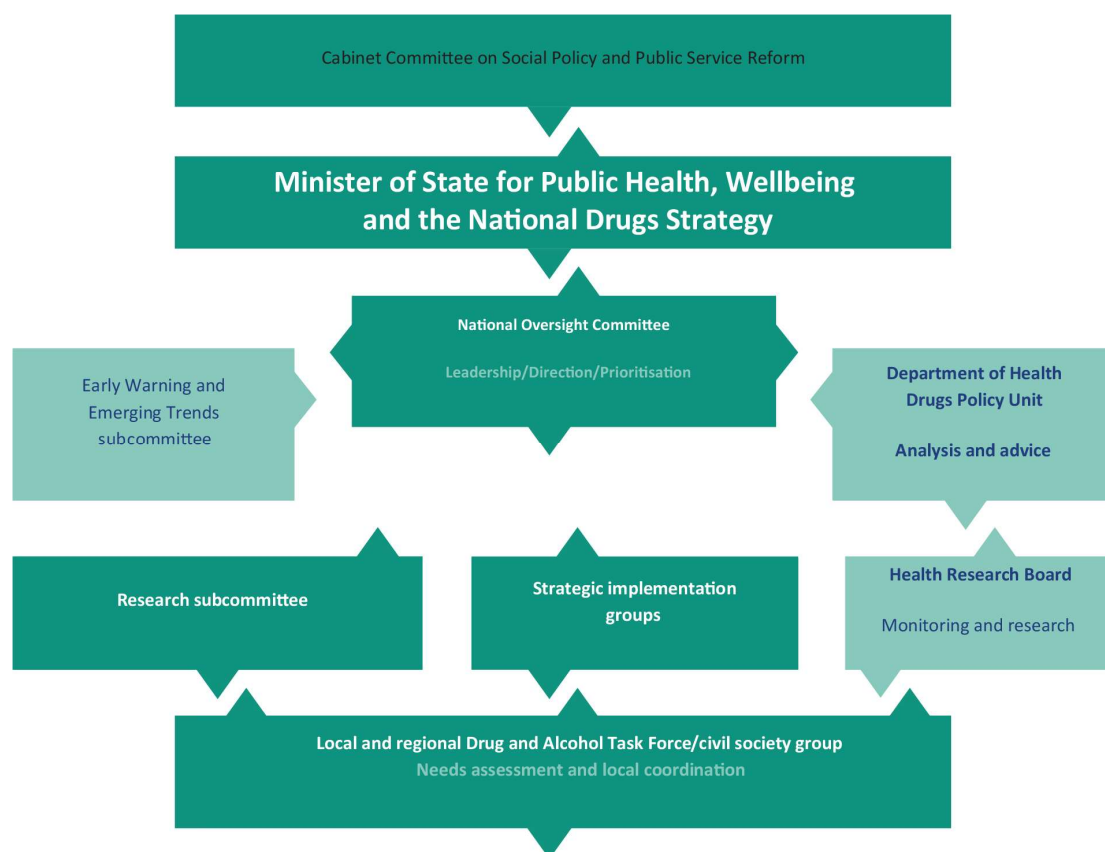 Cabinet Committee on Social Policy and Public Service Reform
Minister of State for Public Health, Wellbeing
and the National Drugs Strategy
National Oversight Committee
Leadership/Direction/Prioritisation
Early Warning and
Emerging Trends
subcommittee
Department of Health
Drugs Policy Unit
Analysis and advice
Research subcommittee
Strategic implementation
groups
Health Research Board
Monitoring and research
Local and regional Drug and Alcohol Task Force/civil society group
Needs assessment and local coordination